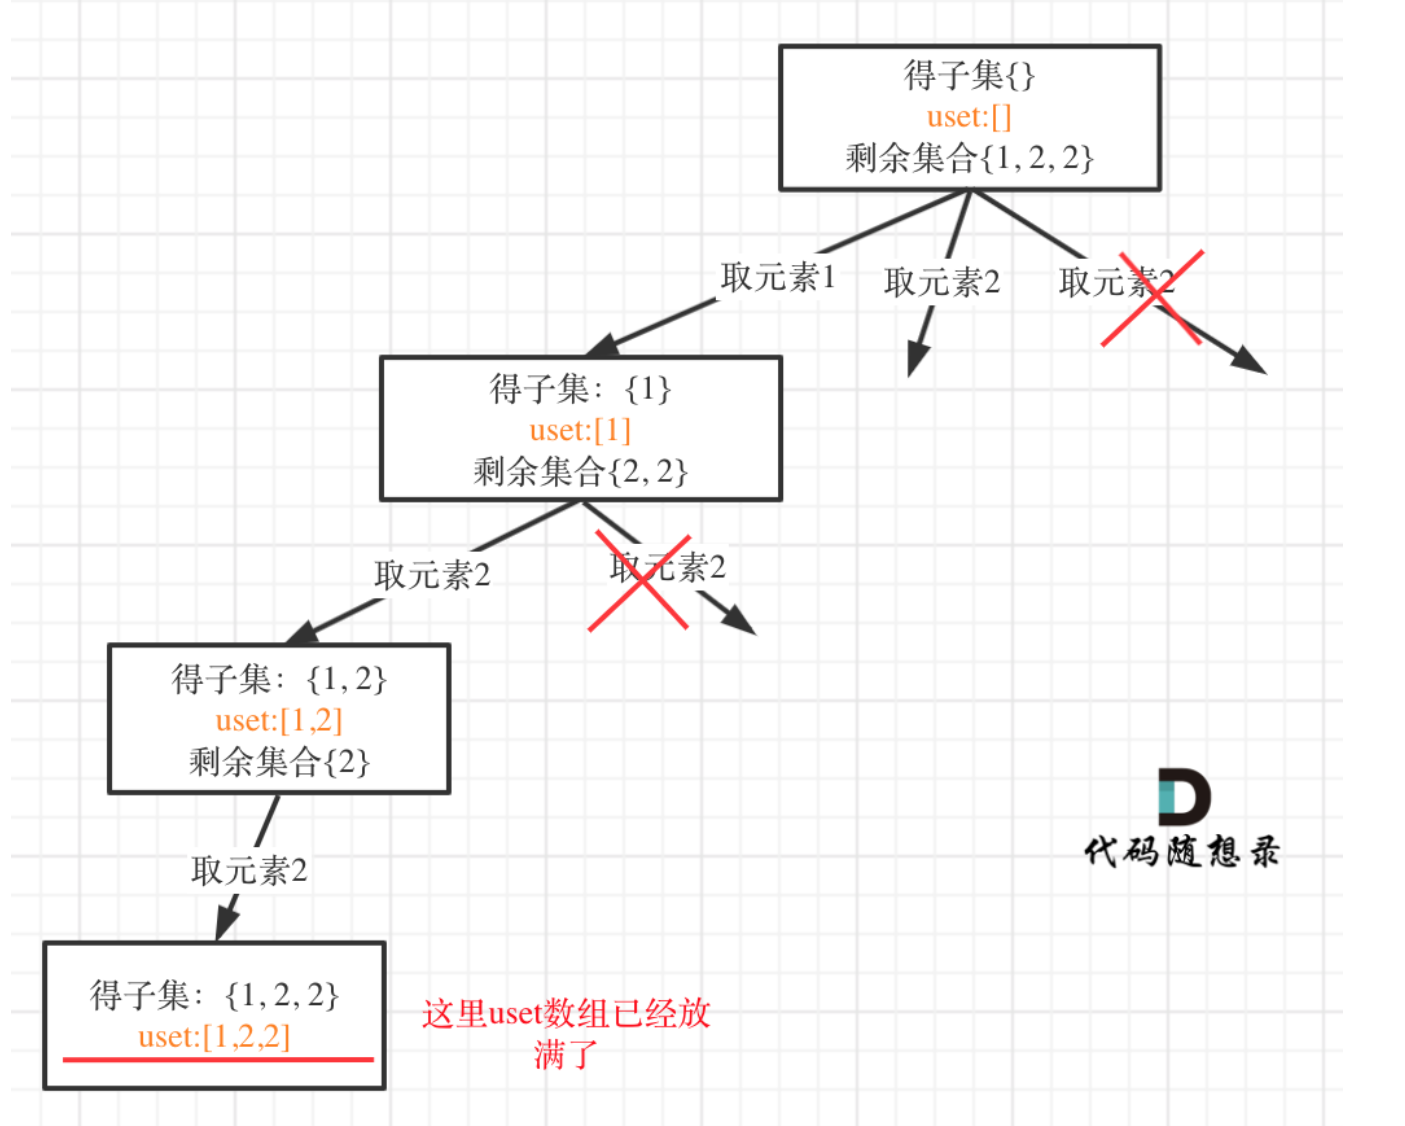 得子集{}
uset:[]
剩余集合{1, 2, 2}
取元素1
取元素2
取元素2
得子集：{1}
uset:[1]
剩余集合{2, 2}
取元素2
取元素2
得子集：{1, 2}
uset:[1,2]
剩余集合{2}
取元素2
得子集：{1, 2, 2}
uset:[1,2,2]
这里uset数组已经放
满了
代码随想录